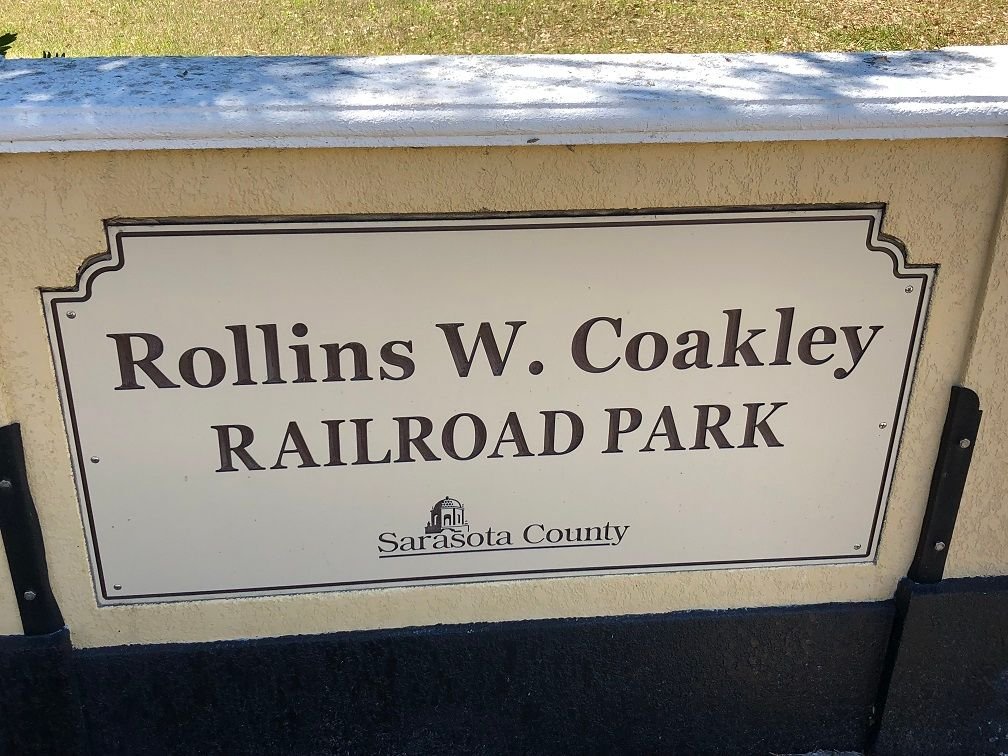 Rollins W. Coakley
RAILROAD PARK
Sarasota County